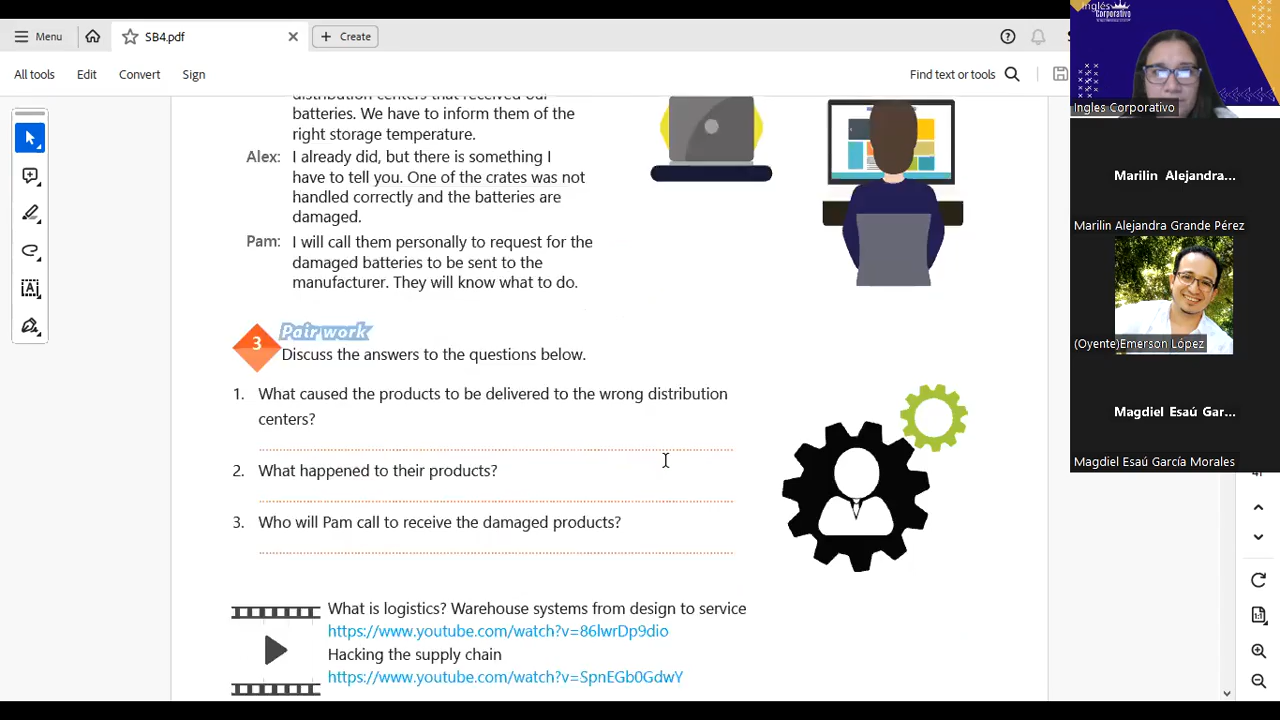 Menu
SB4.pdf
Create
All tools
Edit
Convert
Sign
Find text or tools
distribution centers that received our
batteries. We have to inform them of the
right storage temperature.
Alex: I already did, but there is something I
have to tell you. One of the crates was not
handled correctly and the batteries are
damaged.
Pam: I will call them personally to request for the
damaged batteries to be sent to the
manufacturer. They will know what to do.
3
Pair work
Discuss the answers to the questions below.
1. What caused the products to be delivered to the wrong distribution
centers?
2. What happened to their products?
3. Who will Pam call to receive the damaged products?
What is logistics? Warehouse systems from design to service
https://www.youtube.com/watch?v=86lwrDp9dio
Hacking the supply chain
https://www.youtube.com/watch?v=SpnEGb0GdwY
Inglés
Corporativo
Ingles Corporativo
Marilin Alejandra...
Marilin Alejandra Grande Pérez
(Oyente)Emerson López
Magdiel Esaú Gar...
Magdiel Esaú García Morales